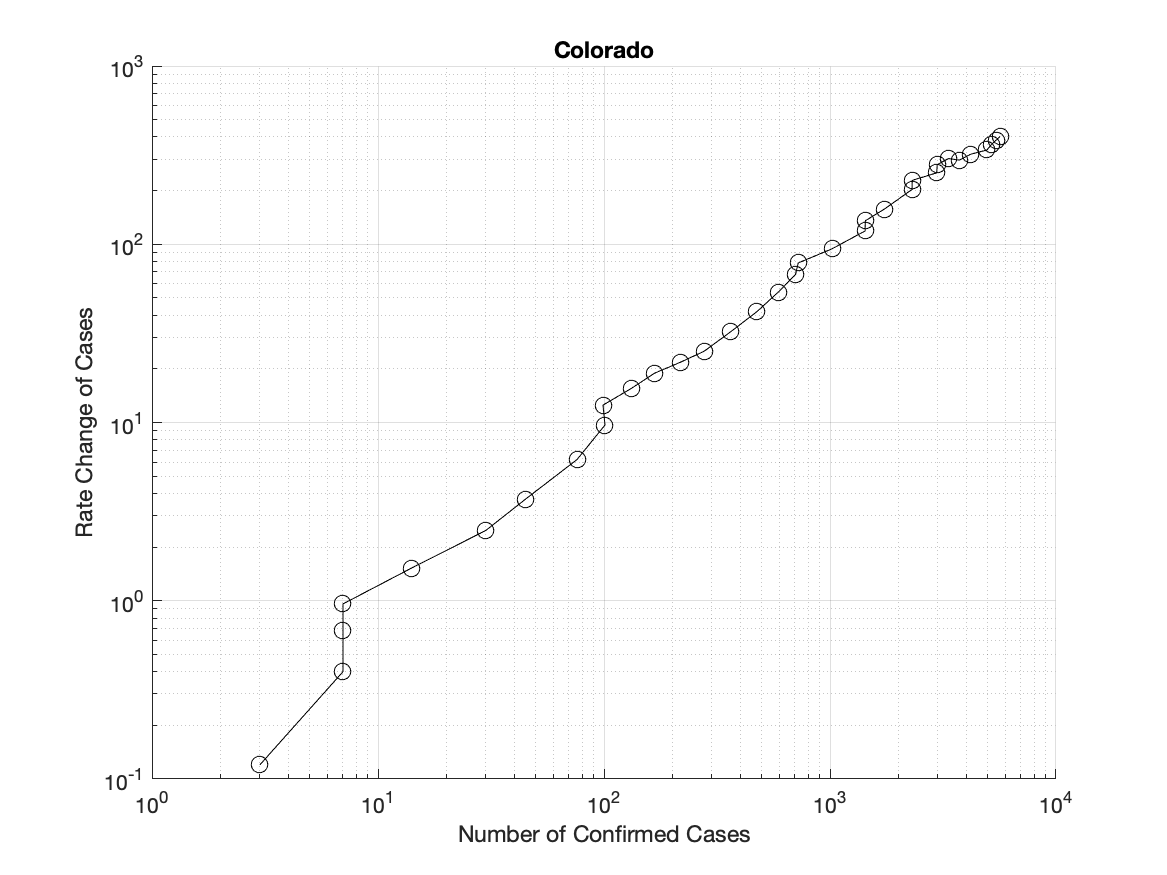 Colorado
10³
10²
10¹
10⁰
10⁻¹
Rate Change of Cases
10⁰ 10¹ 10² 10³ 10⁴
Number of Confirmed Cases